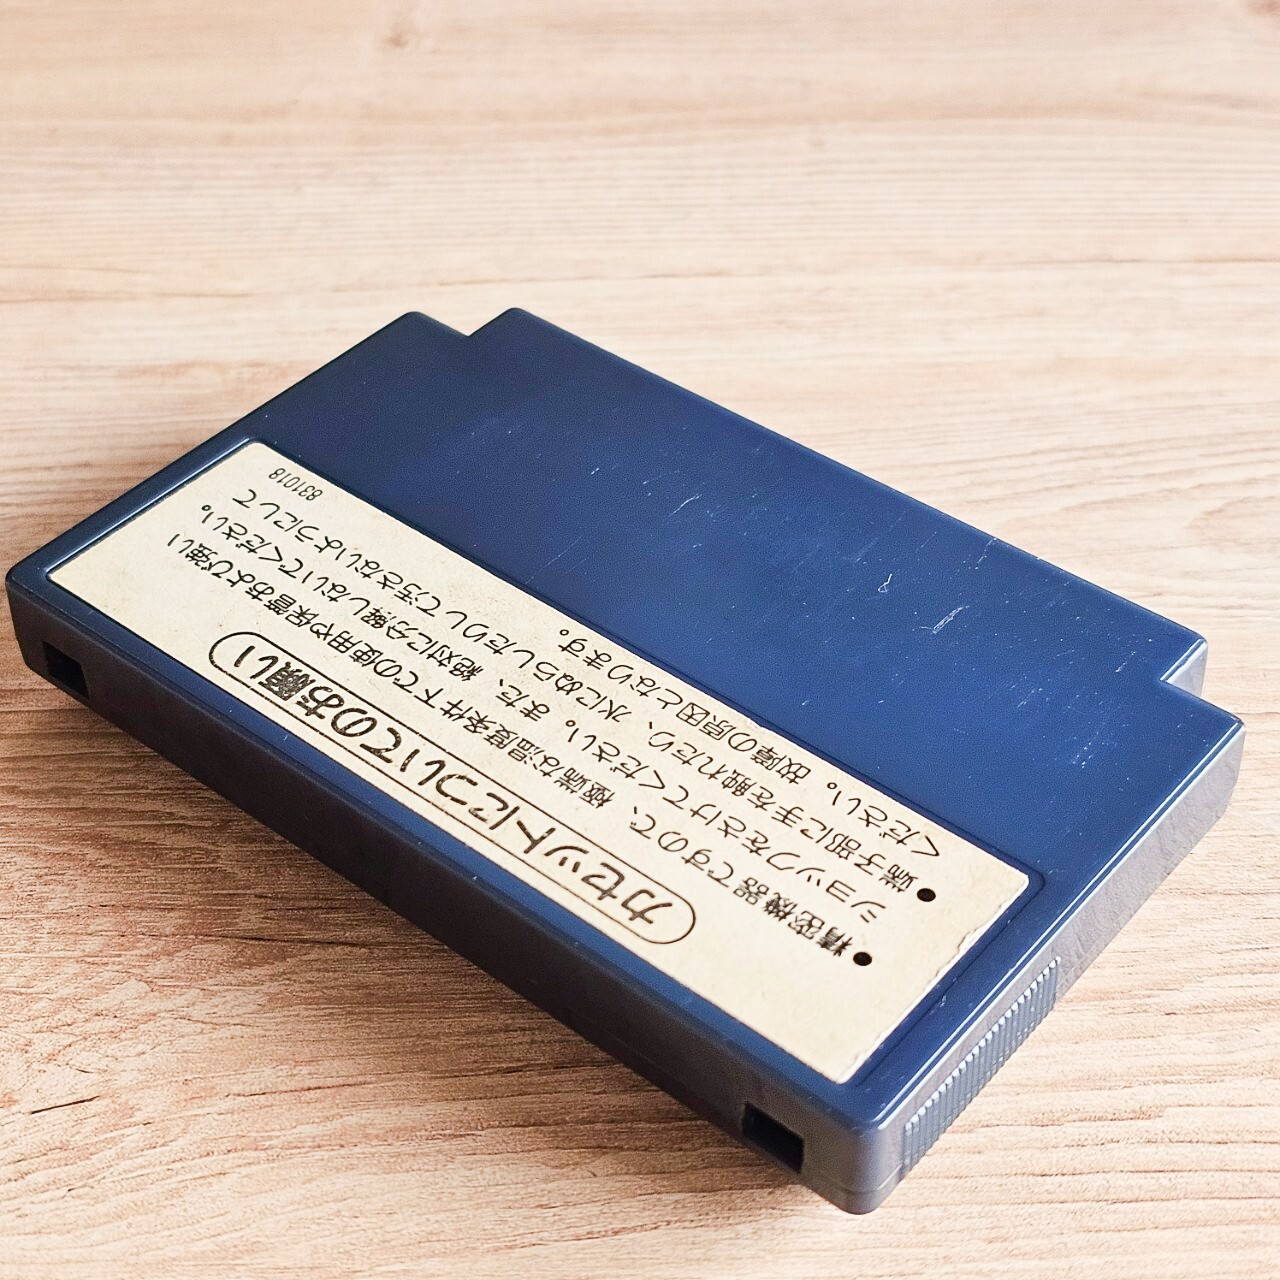 カセットについてのお願い
●精密機器ですので、極端な温度条件下での使用や保管および強い
ショックをさけてください。また、絶対に分解しないでください。
●端子部に手を触れたり、水にぬらしたりして汚さないようにして
ください。故障の原因となります。
831018